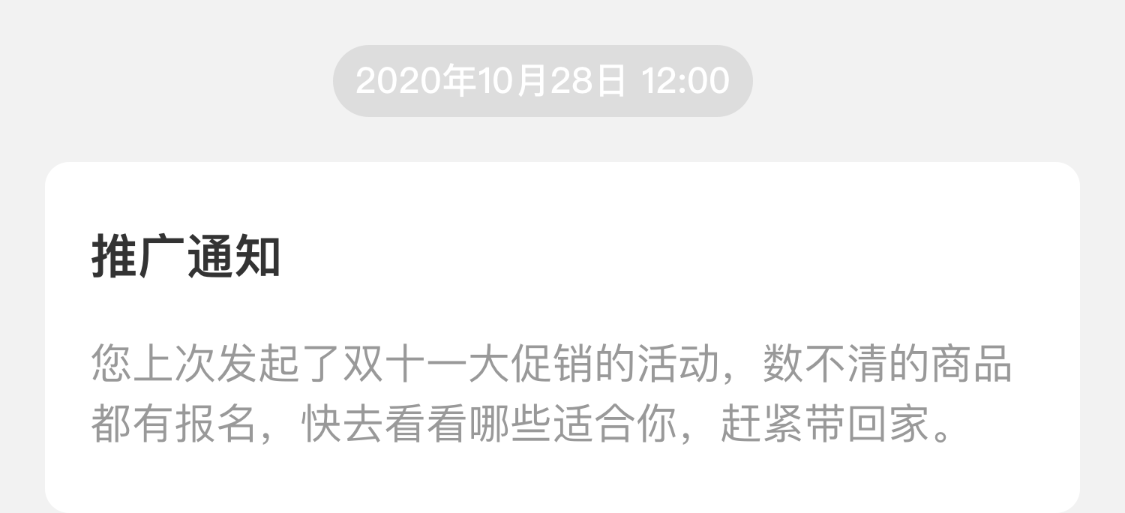 2020年10月28日 12:00
推广通知
您上次发起了双十一大促销的活动，数不清的商品
都有报名，快去看看哪些适合你，赶紧带回家。